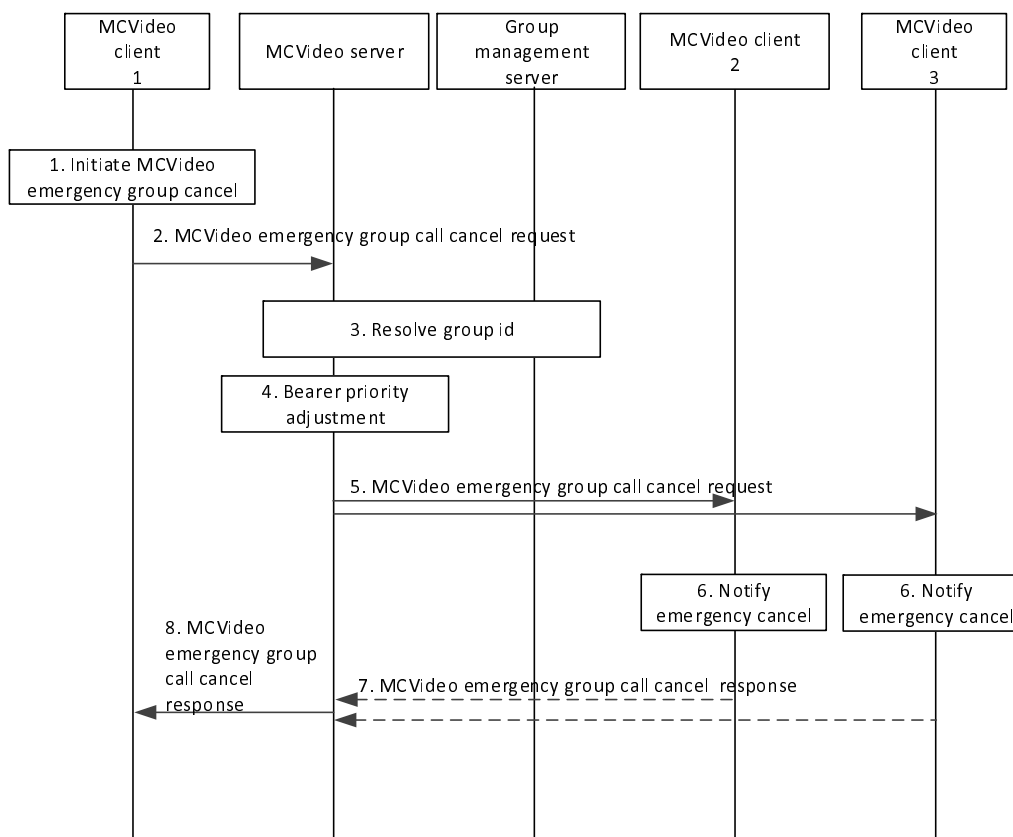 MCVideo
client
1
MCVideo server
Group
management
server
MCVideo client
2
MCVideo
client
3
1. Initiate MCVideo
emergency group cancel
2. MCVideo emergency group call cancel request
3. Resolve group id
4. Bearer priority
adjustment
5. MCVideo emergency group call cancel request
6. Notify
emergency cancel
6. Notify
emergency cancel
8. MCVideo
emergency group
call cancel
response
7. MCVideo emergency group call cancel response